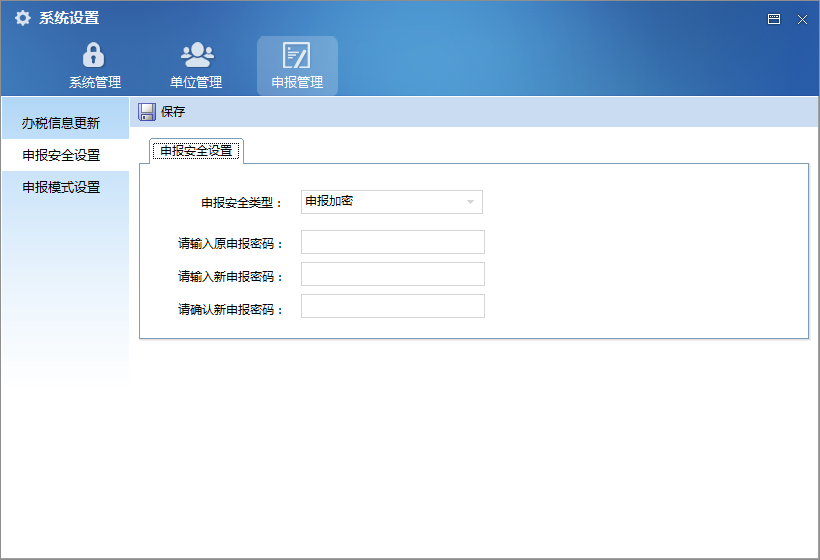 系统设置
系统管理
单位管理
申报管理
办税信息更新
申报安全设置
申报模式设置
保存
申报安全设置
申报安全类型：
申报加密
请输入原申报密码：
请输入新申报密码：
请确认新申报密码：